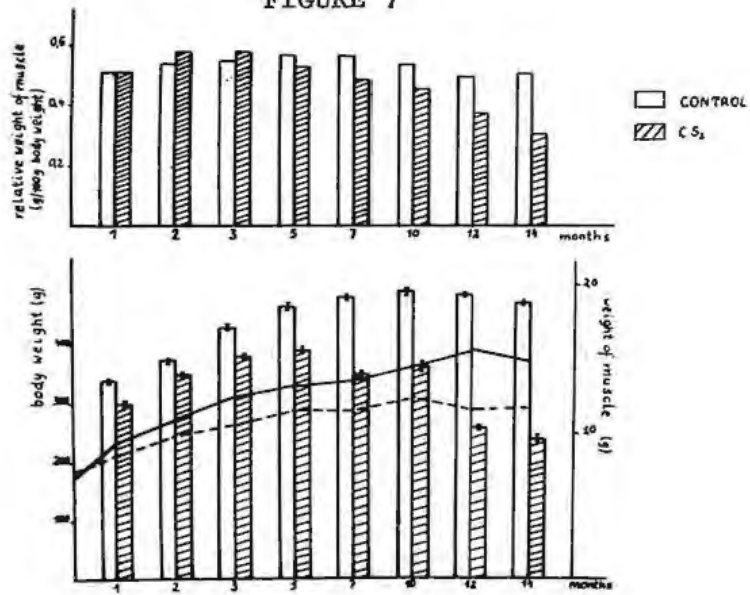 FIGURE 7
relative weight of muscle
(g/100g body weight)
0,6
0,4
0,2
1 2 3 5 7 10 12 14 months
CONTROL
CS₂
body weight (g)
400
300
200
100
20
10
weight of muscle (g)
1 2 3 5 7 10 12 14 months